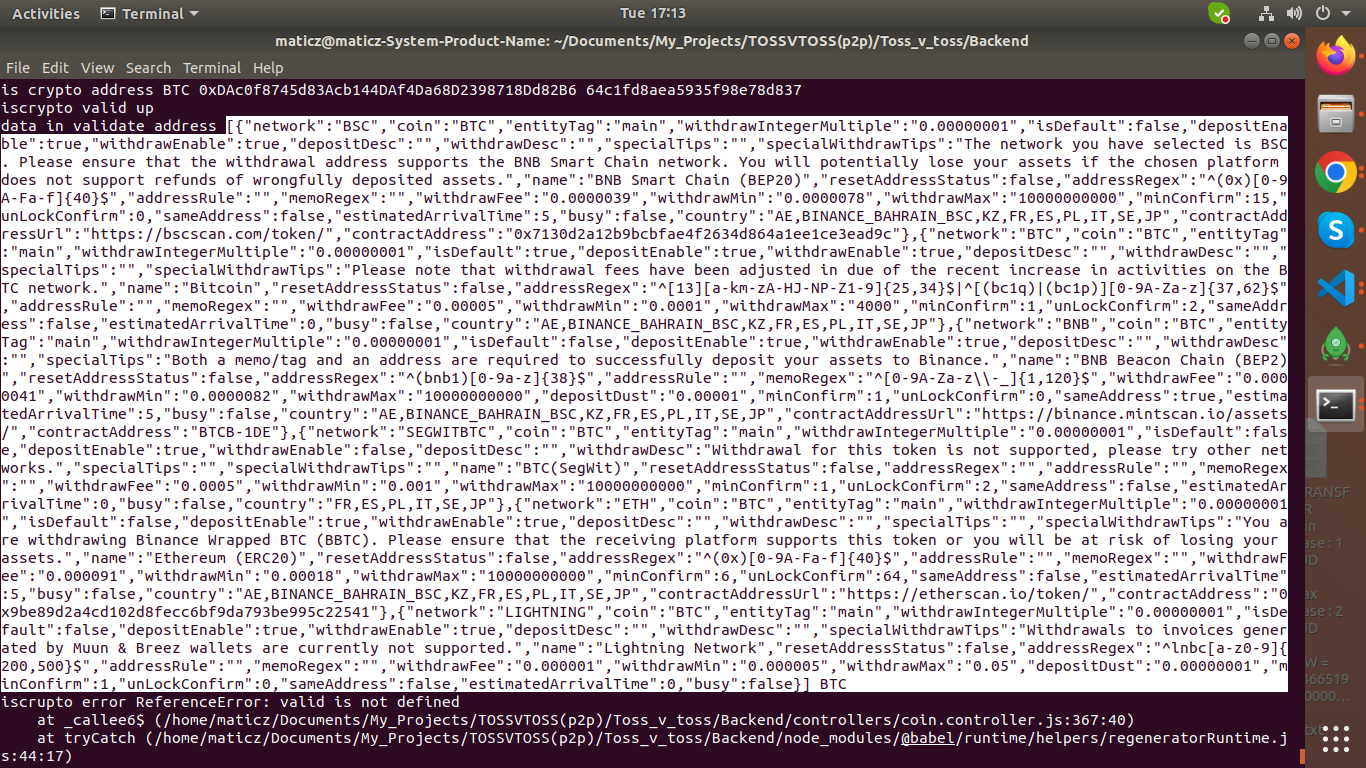 Activities
Terminal
Tue 17:13
maticz@maticz-System-Product-Name: ~/Documents/My_Projects/TOSSVTOSS(p2p)/Toss_v_toss/Backend
File Edit View Search Terminal Help
is crypto address BTC 0xDAc0f8745d83Acb144DAf4Da68D2398718Dd82B6 64c1fd8aea5935f98e78d837
iscrypto valid up
data in validate address [{"network":"BSC","coin":"BTC","entityTag":"main","withdrawIntegerMultiple":"0.00000001","isDefault":false,"depositEna
ble":true,"withdrawEnable":true,"depositDesc":"","withdrawDesc":"","specialTips":"","specialWithdrawTips":"The network you have selected is BSC
. Please ensure that the withdrawal address supports the BNB Smart Chain network. You will potentially lose your assets if the chosen platform
does not support refunds of wrongfully deposited assets.","name":"BNB Smart Chain (BEP20)","resetAddressStatus":false,"addressRegex":"^(0x)[0-9
A-Fa-f]{40}$","addressRule":"","memoRegex":"","withdrawFee":"0.0000039","withdrawMin":"0.0000078","withdrawMax":"10000000000","minConfirm":15,"
unLockConfirm":0,"sameAddress":false,"estimatedArrivalTime":5,"busy":false,"country":"AE,BINANCE_BAHRAIN_BSC,KZ,FR,ES,PL,IT,SE,JP","contractAdd
ressUrl":"https://bscscan.com/token/","contractAddress":"0x7130d2a12b9bcbfae4f2634d864a1ee1ce3ead9c"},{"network":"BTC","coin":"BTC","entityTag"
:"main","withdrawIntegerMultiple":"0.00000001","isDefault":true,"depositEnable":true,"withdrawEnable":true,"depositDesc":"","withdrawDesc":"","
specialTips":"","specialWithdrawTips":"Please note that withdrawal fees have been adjusted in due of the recent increase in activities on the B
TC network.","name":"Bitcoin","resetAddressStatus":false,"addressRegex":"^[13][a-km-zA-HJ-NP-Z1-9]{25,34}$|^[(bc1q)|(bc1p)][0-9A-Za-z]{37,62}$"
,"addressRule":"","memoRegex":"","withdrawFee":"0.00005","withdrawMin":"0.0001","withdrawMax":"4000","minConfirm":1,"unLockConfirm":2,"sameAddr
ess":false,"estimatedArrivalTime":0,"busy":false,"country":"AE,BINANCE_BAHRAIN_BSC,KZ,FR,ES,PL,IT,SE,JP"},{"network":"BNB","coin":"BTC","entity
Tag":"main","withdrawIntegerMultiple":"0.00000001","isDefault":false,"depositEnable":true,"withdrawEnable":true,"depositDesc":"","withdrawDesc"
:"","specialTips":"Both a memo/tag and an address are required to successfully deposit your assets to Binance.","name":"BNB Beacon Chain (BEP2)
","resetAddressStatus":false,"addressRegex":"^(bnb1)[0-9a-z]{38}$","addressRule":"","memoRegex":"^[0-9A-Za-z\\-_]{1,120}$","withdrawFee":"0.000
0041","withdrawMin":"0.0000082","withdrawMax":"10000000000","depositDust":"0.00001","minConfirm":1,"unLockConfirm":0,"sameAddress":true,"estima
tedArrivalTime":5,"busy":false,"country":"AE,BINANCE_BAHRAIN_BSC,KZ,FR,ES,PL,IT,SE,JP","contractAddressUrl":"https://binance.mintscan.io/assets
/","contractAddress":"BTCB-1DE"},{"network":"SEGWITBTC","coin":"BTC","entityTag":"main","withdrawIntegerMultiple":"0.00000001","isDefault":fals
e,"depositEnable":true,"withdrawEnable":false,"depositDesc":"","withdrawDesc":"Withdrawal for this token is not supported, please try other net
works.","specialTips":"","specialWithdrawTips":"","name":"BTC(SegWit)","resetAddressStatus":false,"addressRegex":"","addressRule":"","memoRegex
":"","withdrawFee":"0.0005","withdrawMin":"0.001","withdrawMax":"10000000000","minConfirm":1,"unLockConfirm":2,"sameAddress":false,"estimatedAr
rivalTime":0,"busy":false,"country":"FR,ES,PL,IT,SE,JP"},{"network":"ETH","coin":"BTC","entityTag":"main","withdrawIntegerMultiple":"0.00000001
","isDefault":false,"depositEnable":true,"withdrawEnable":true,"depositDesc":"","withdrawDesc":"","specialTips":"","specialWithdrawTips":"You a
re withdrawing Binance Wrapped BTC (BBTC). Please ensure that the receiving platform supports this token or you will be at risk of losing your
assets.","name":"Ethereum (ERC20)","resetAddressStatus":false,"addressRegex":"^(0x)[0-9A-Fa-f]{40}$","addressRule":"","memoRegex":"","withdrawF
ee":"0.000091","withdrawMin":"0.00018","withdrawMax":"10000000000","minConfirm":6,"unLockConfirm":64,"sameAddress":false,"estimatedArrivalTime"
:5,"busy":false,"country":"AE,BINANCE_BAHRAIN_BSC,KZ,FR,ES,PL,IT,SE,JP","contractAddressUrl":"https://etherscan.io/token/","contractAddress":"0
x9be89d2a4cd102d8fecc6bf9da793be995c22541"},{"network":"LIGHTNING","coin":"BTC","entityTag":"main","withdrawIntegerMultiple":"0.00000001","isDe
fault":false,"depositEnable":true,"withdrawEnable":true,"depositDesc":"","withdrawDesc":"","specialWithdrawTips":"Withdrawals to invoices gener
ated by Muun & Breez wallets are currently not supported.","name":"Lightning Network","resetAddressStatus":false,"addressRegex":"^lnbc[a-z0-9]{
200,500}$","addressRule":"","memoRegex":"","withdrawFee":"0.000001","withdrawMin":"0.000005","withdrawMax":"0.05","depositDust":"0.00000001","m
inConfirm":1,"unLockConfirm":0,"sameAddress":false,"estimatedArrivalTime":0,"busy":false}] BTC
iscrupto error ReferenceError: valid is not defined
at _callee6$ (/home/maticz/Documents/My_Projects/TOSSVTOSS(p2p)/Toss_v_toss/Backend/controllers/coin.controller.js:367:40)
at tryCatch (/home/maticz/Documents/My_Projects/TOSSVTOSS(p2p)/Toss_v_toss/Backend/node_modules/@babel/runtime/helpers/regeneratorRuntime.j
s:44:17)